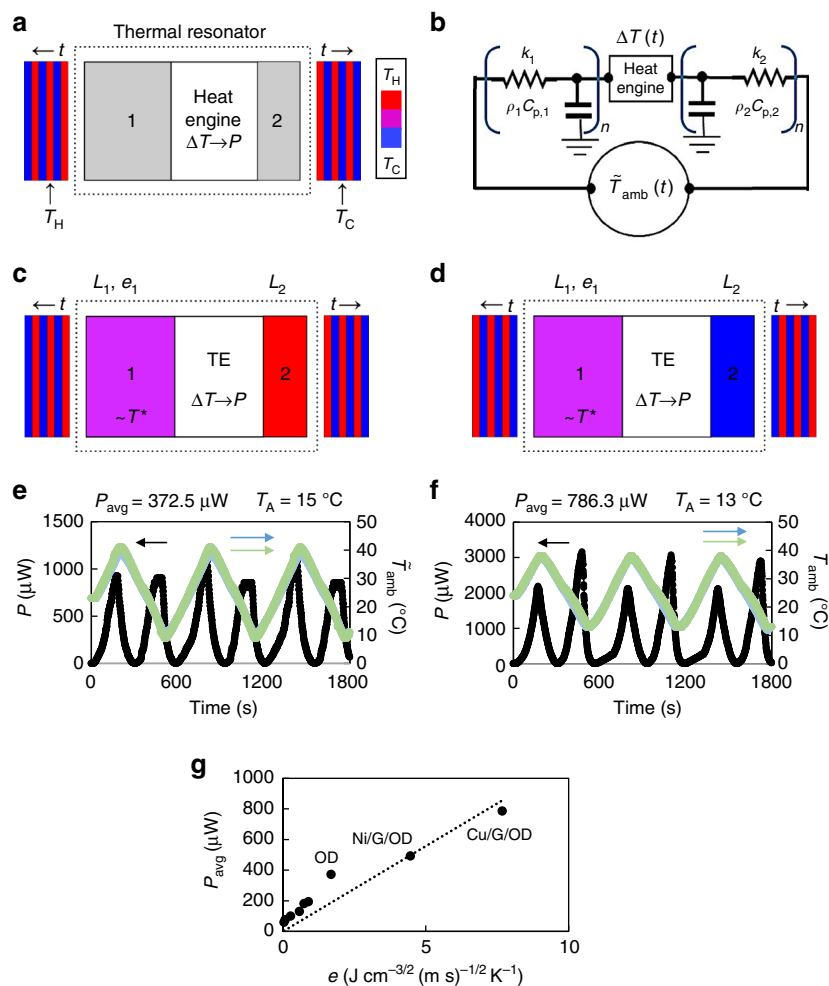 a
Thermal resonator
← t
t →
1
Heat
engine
ΔT→P
2
T_H
T_C
T_H
T_C
b
ΔT (t)
k_1
Heat
engine
k_2
ρ_1C_p,1
n
ρ_2C_p,2
n
T̃_amb (t)
c
L_1, e_1
L_2
← t
t →
1
TE
2
~T*
ΔT→P
d
L_1, e_1
L_2
← t
t →
1
TE
2
~T*
ΔT→P
e
P_avg = 372.5 µW
T_A = 15 °C
1500
1250
1000
750
500
250
0
P (µW)
50
40
30
20
10
0
T̃_amb (°C)
0
600
1200
1800
Time (s)
f
P_avg = 786.3 µW
T_A = 13 °C
4000
3000
2000
1000
0
P (µW)
50
40
30
20
10
0
T_amb (°C)
0
600
1200
1800
Time (s)
g
1000
800
600
400
200
0
P_avg (µW)
OD
Ni/G/OD
Cu/G/OD
0
5
10
e (J cm⁻³ᐟ² (m s)⁻¹ᐟ² K⁻¹)